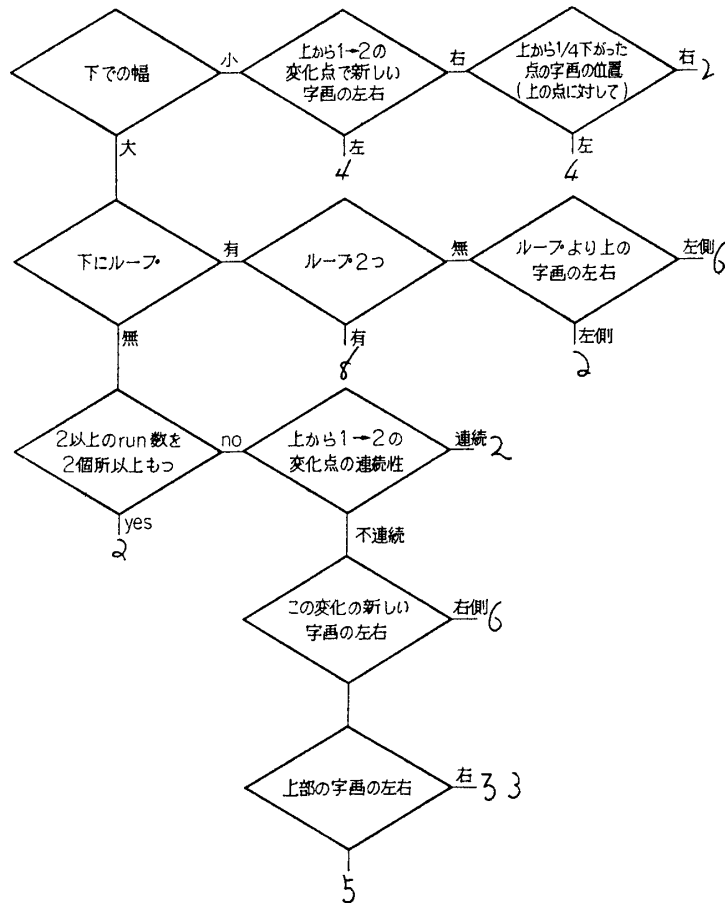 下での幅
小
上から1→2の
変化点で新しい
字画の左右
右
上から1/4下がった
点の字画の位置
(上の点に対して)
右
2
大
左
4
左
4
下にループ
有
ループ2つ
無
ループより上の
字画の左右
左側
6
無
有
8
左側
2
2以上のrun数を
2個所以上もつ
no
上から1→2の
変化点の連続性
連続
2
yes
2
不連続
この変化の新しい
字画の左右
右側
6
上部の字画の左右
右
3 3
5